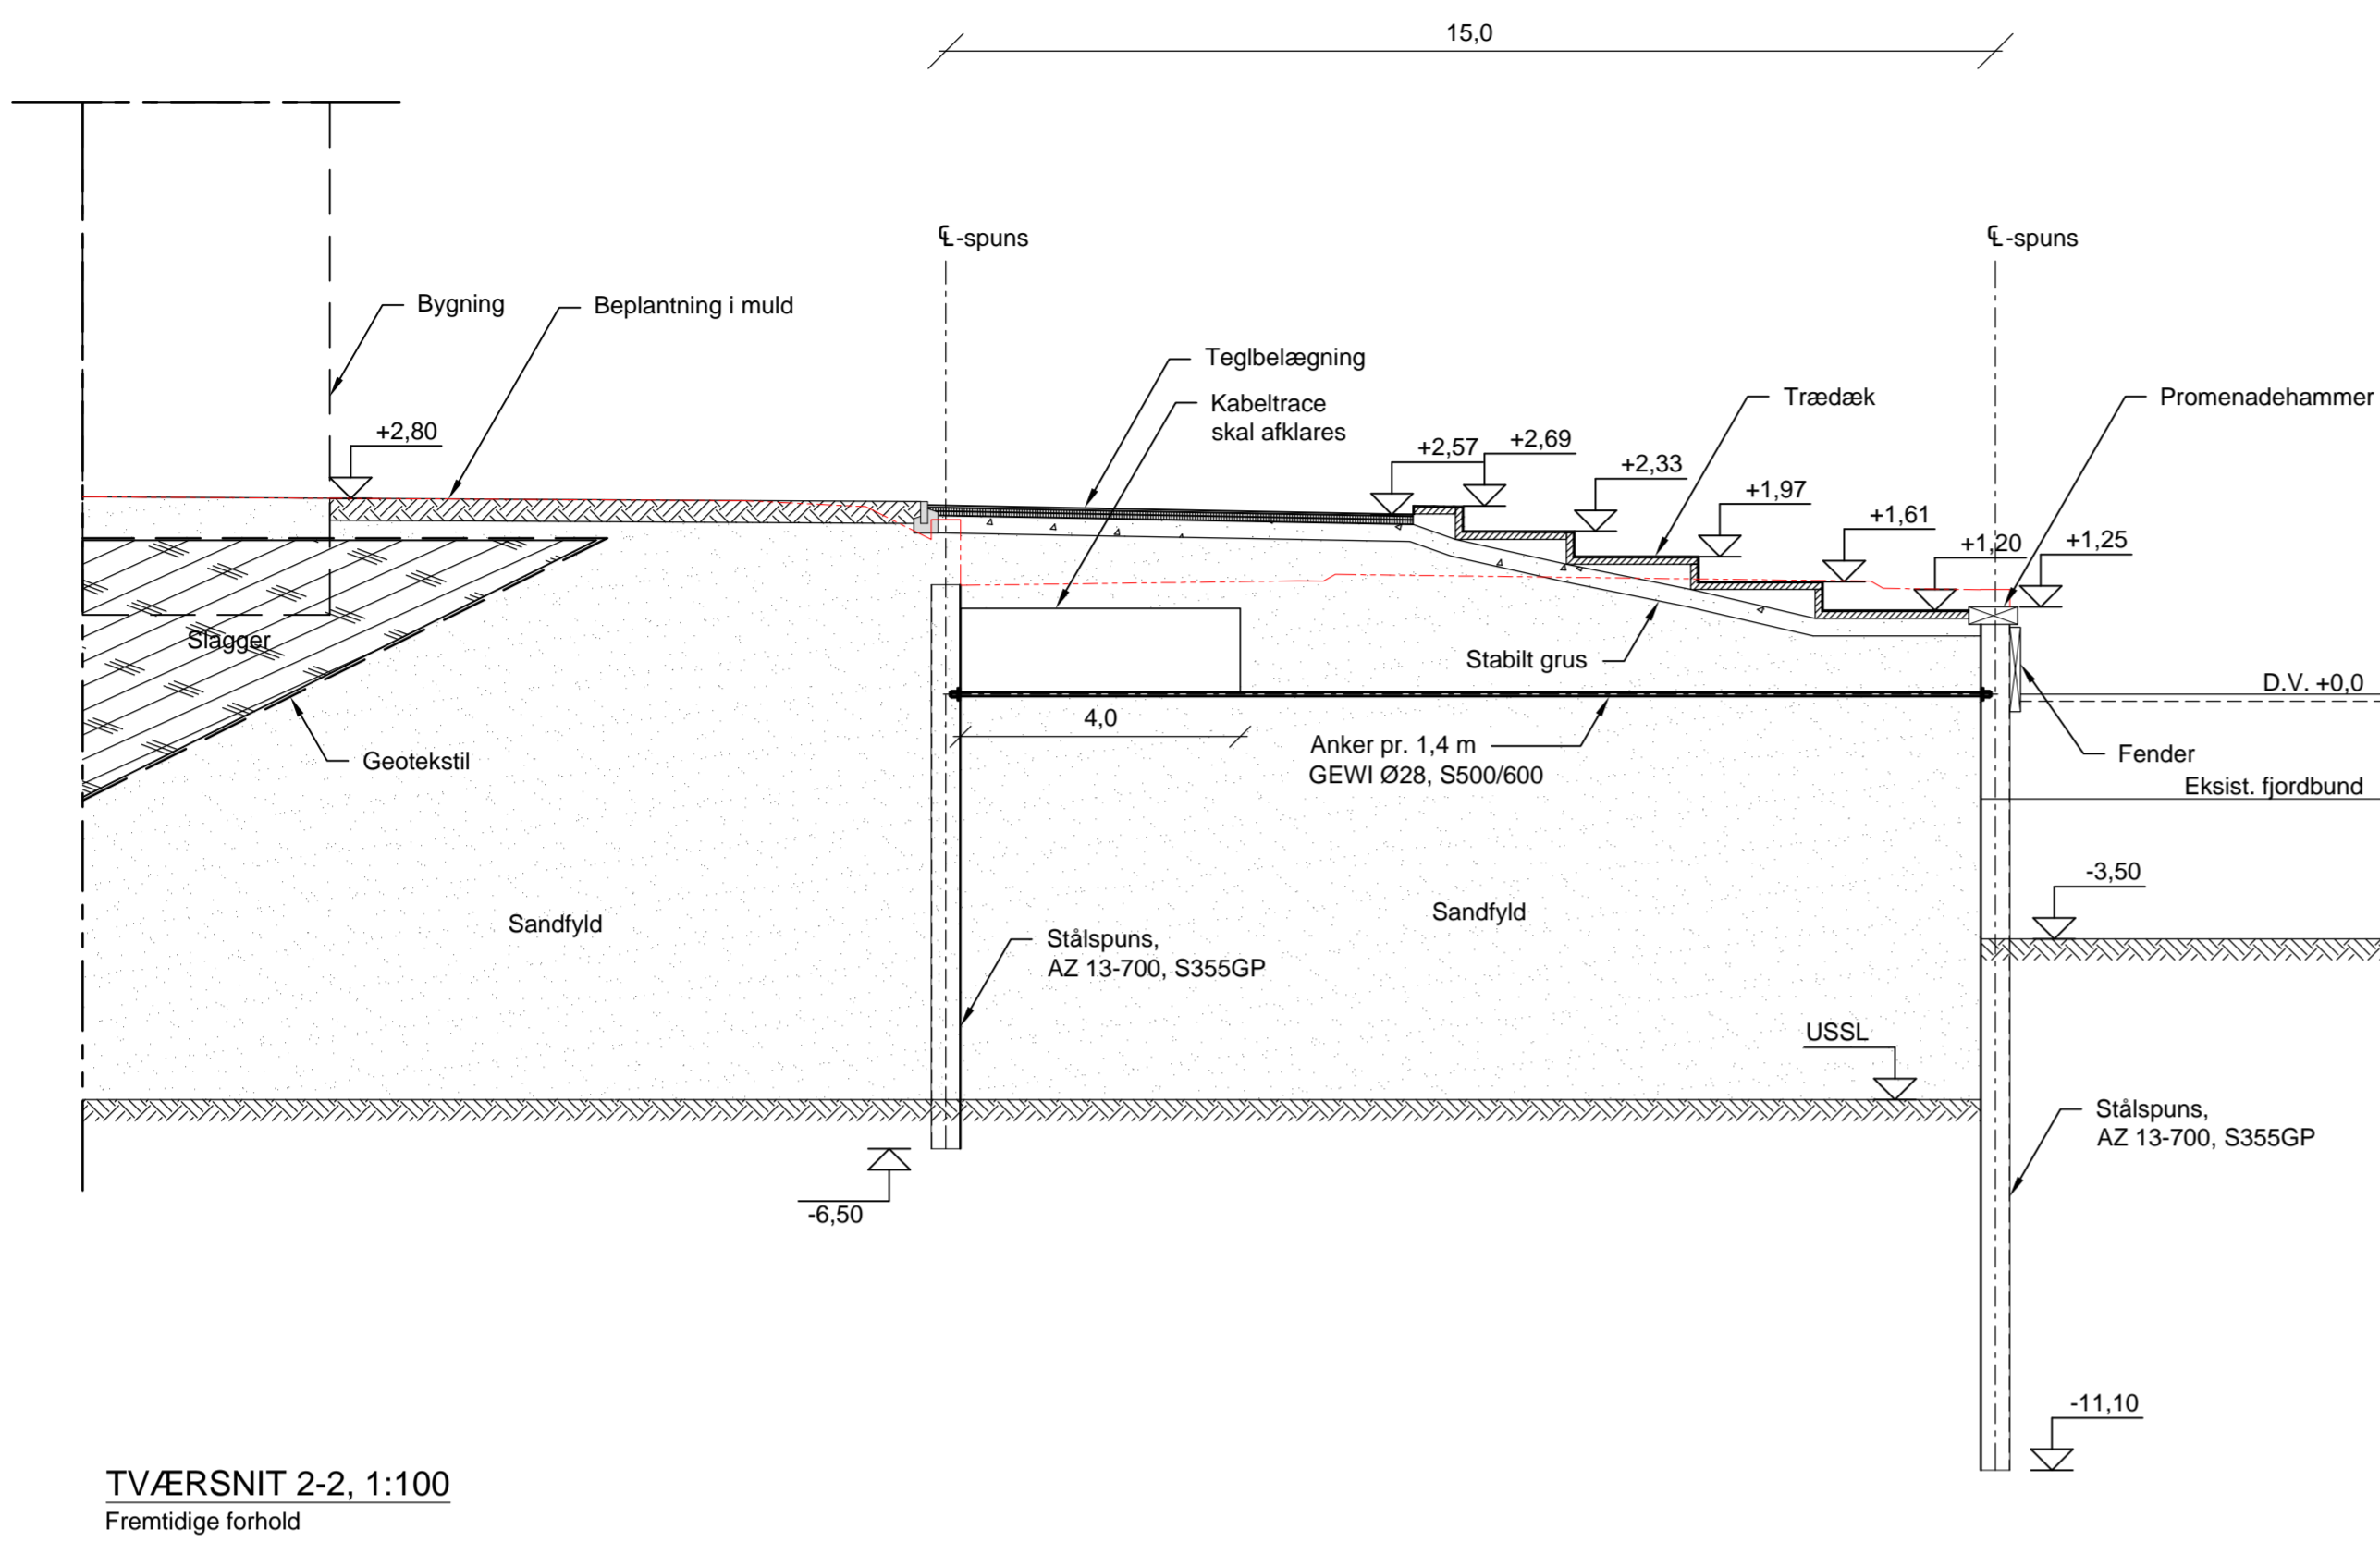 15,0
℄-spuns
℄-spuns
Bygning
Beplantning i muld
Teglbelægning
Kabeltrace
skal afklares
Trædæk
Promenadehammer
+2,80
+2,57
+2,69
+2,33
+1,97
+1,61
+1,20
+1,25
Slagger
Stabilt grus
D.V. +0,0
4,0
Geotekstil
Anker pr. 1,4 m
GEWI Ø28, S500/600
Fender
Eksist. fjordbund
-3,50
Sandfyld
Sandfyld
Stålspuns,
AZ 13-700, S355GP
USSL
Stålspuns,
AZ 13-700, S355GP
-6,50
-11,10
TVÆRSNIT 2-2, 1:100
Fremtidige forhold